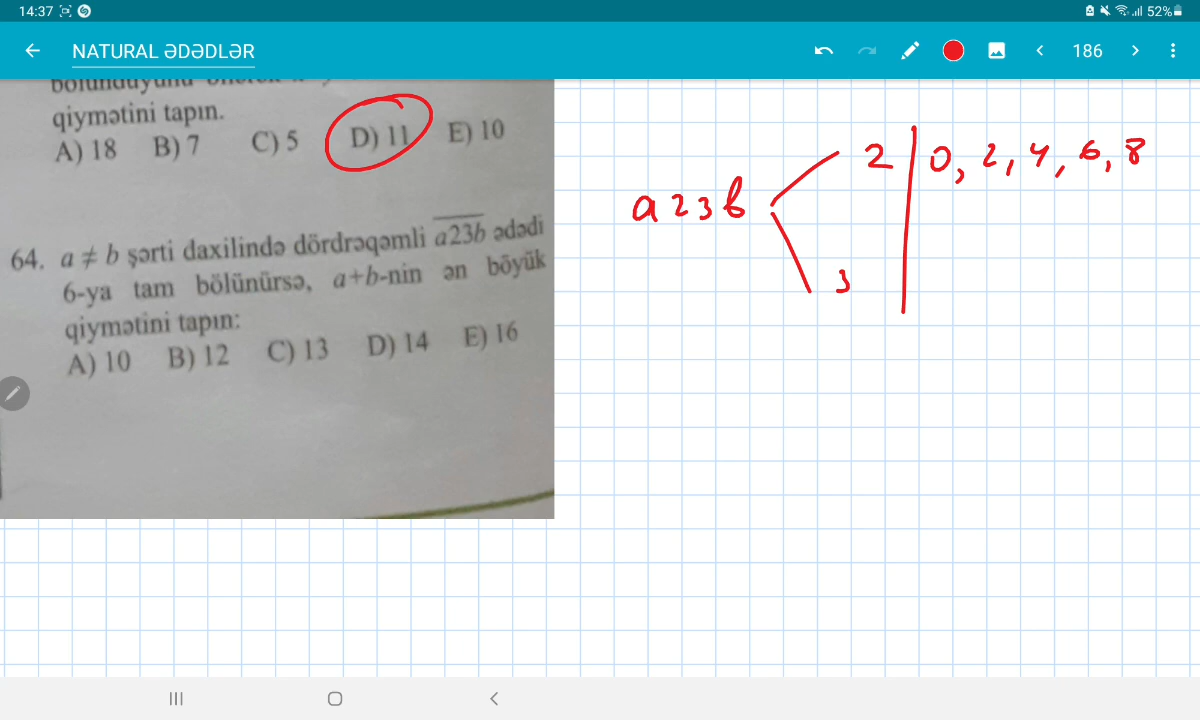 14:37
52%
NATURAL ƏDƏDLƏR
186
qiymətini tapın.
A) 18 B) 7 C) 5 D) 11 E) 10
64. a ≠ b şərti daxilində dördrəqəmli a23b ədədi
6-ya tam bölünürsə, a+b-nin ən böyük
qiymətini tapın:
A) 10 B) 12 C) 13 D) 14 E) 16
a23b
2 | 0, 2, 4, 6, 8
3